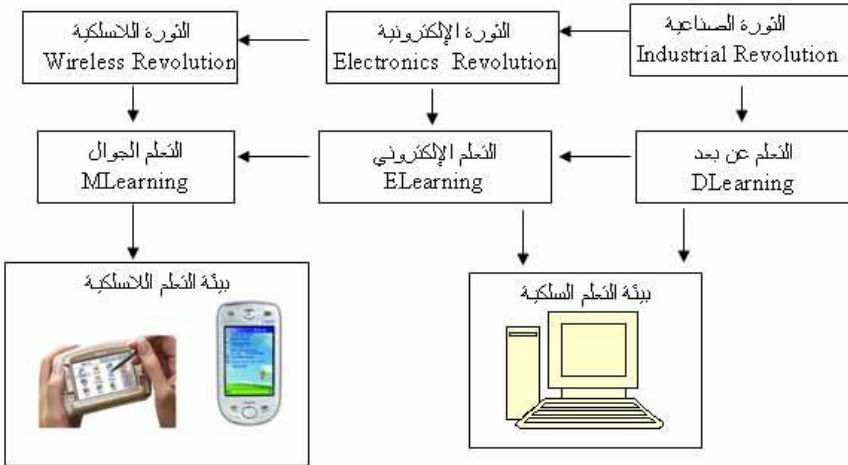 الثورة الصناعية
Industrial Revolution
الثورة الإلكترونية
Electronics Revolution
الثورة اللاسلكية
Wireless Revolution
التعلم عن بعد
DLearning
التعلم الإلكتروني
ELearning
التعلم الجوال
MLearning
بيئة التعلم السلكية
بيئة التعلم اللاسلكية